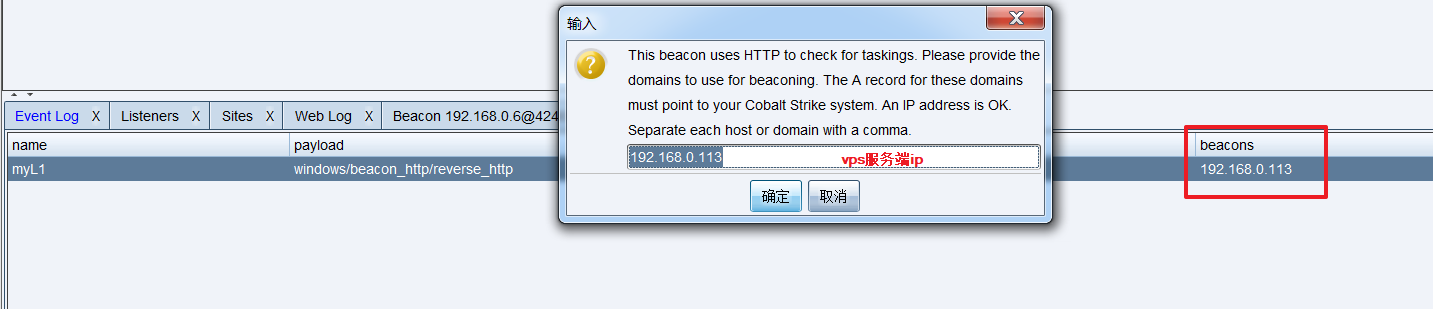 输入
This beacon uses HTTP to check for taskings. Please provide the
domains to use for beaconing. The A record for these domains
must point to your Cobalt Strike system. An IP address is OK.
Separate each host or domain with a comma.
192.168.0.113 vps服务端ip
确定 取消
Event Log X Listeners X Sites X Web Log X Beacon 192.168.0.6@424
name payload beacons
myL1 windows/beacon_http/reverse_http 192.168.0.113